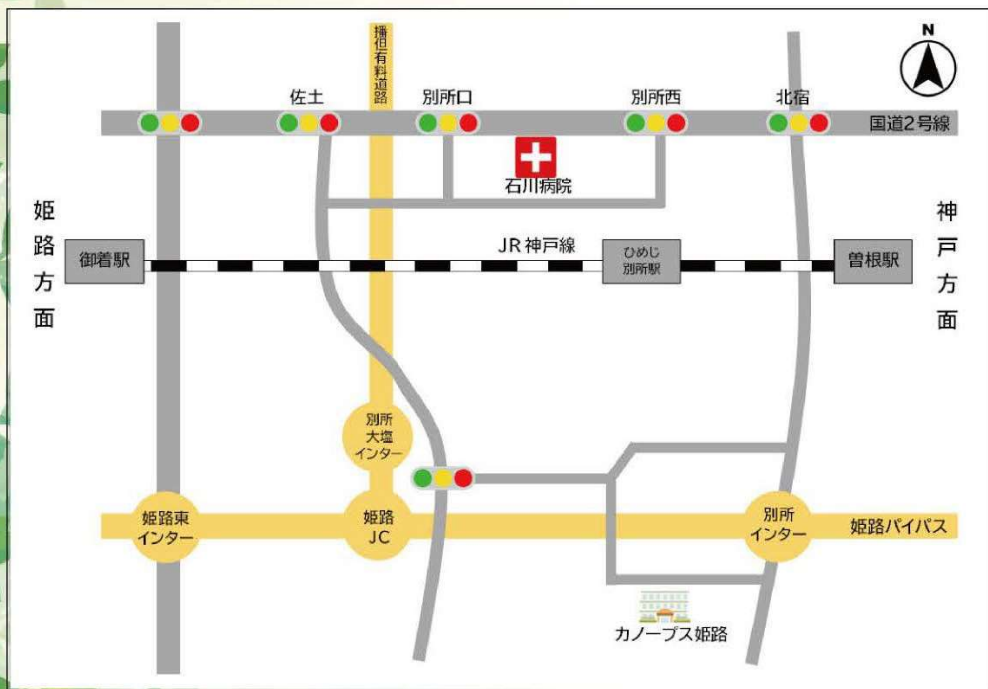 N
播但有料道路
佐土
別所口
別所西
北宿
国道2号線
石川病院
姫路方面
神戸方面
御着駅
JR神戸線
ひめじ
別所駅
曽根駅
別所
大塩
インター
姫路東
インター
姫路
JC
別所
インター
姫路バイパス
カノープス姫路